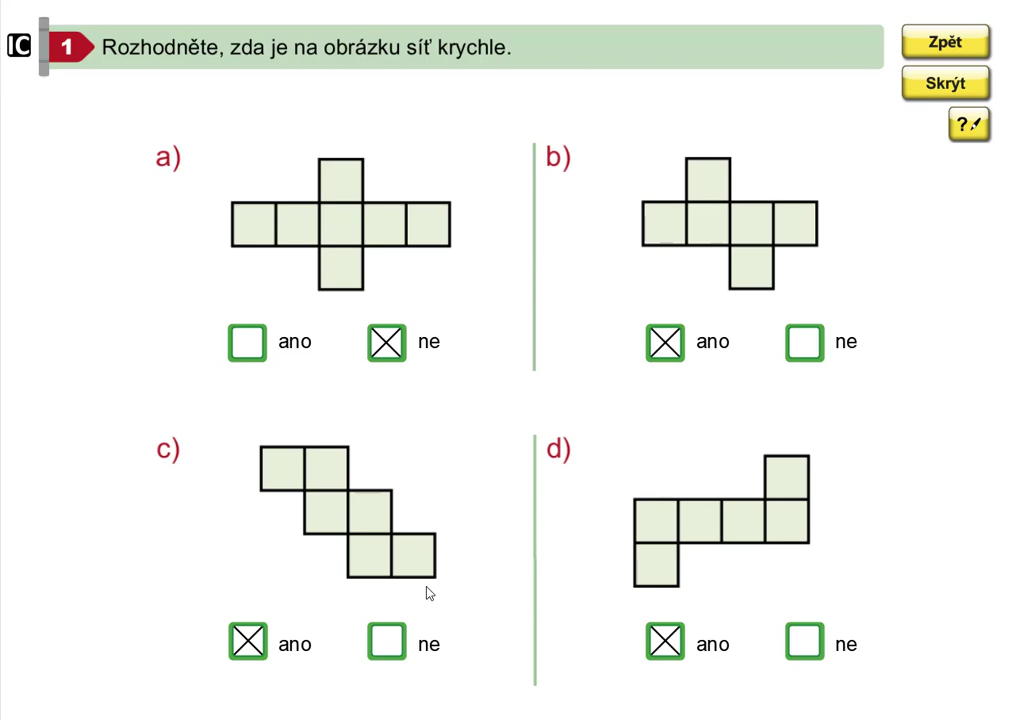 IC
1 Rozhodněte, zda je na obrázku síť krychle.
Zpět
Skrýt
?
a)
b)
ano ne
ano ne
c)
d)
ano ne
ano ne